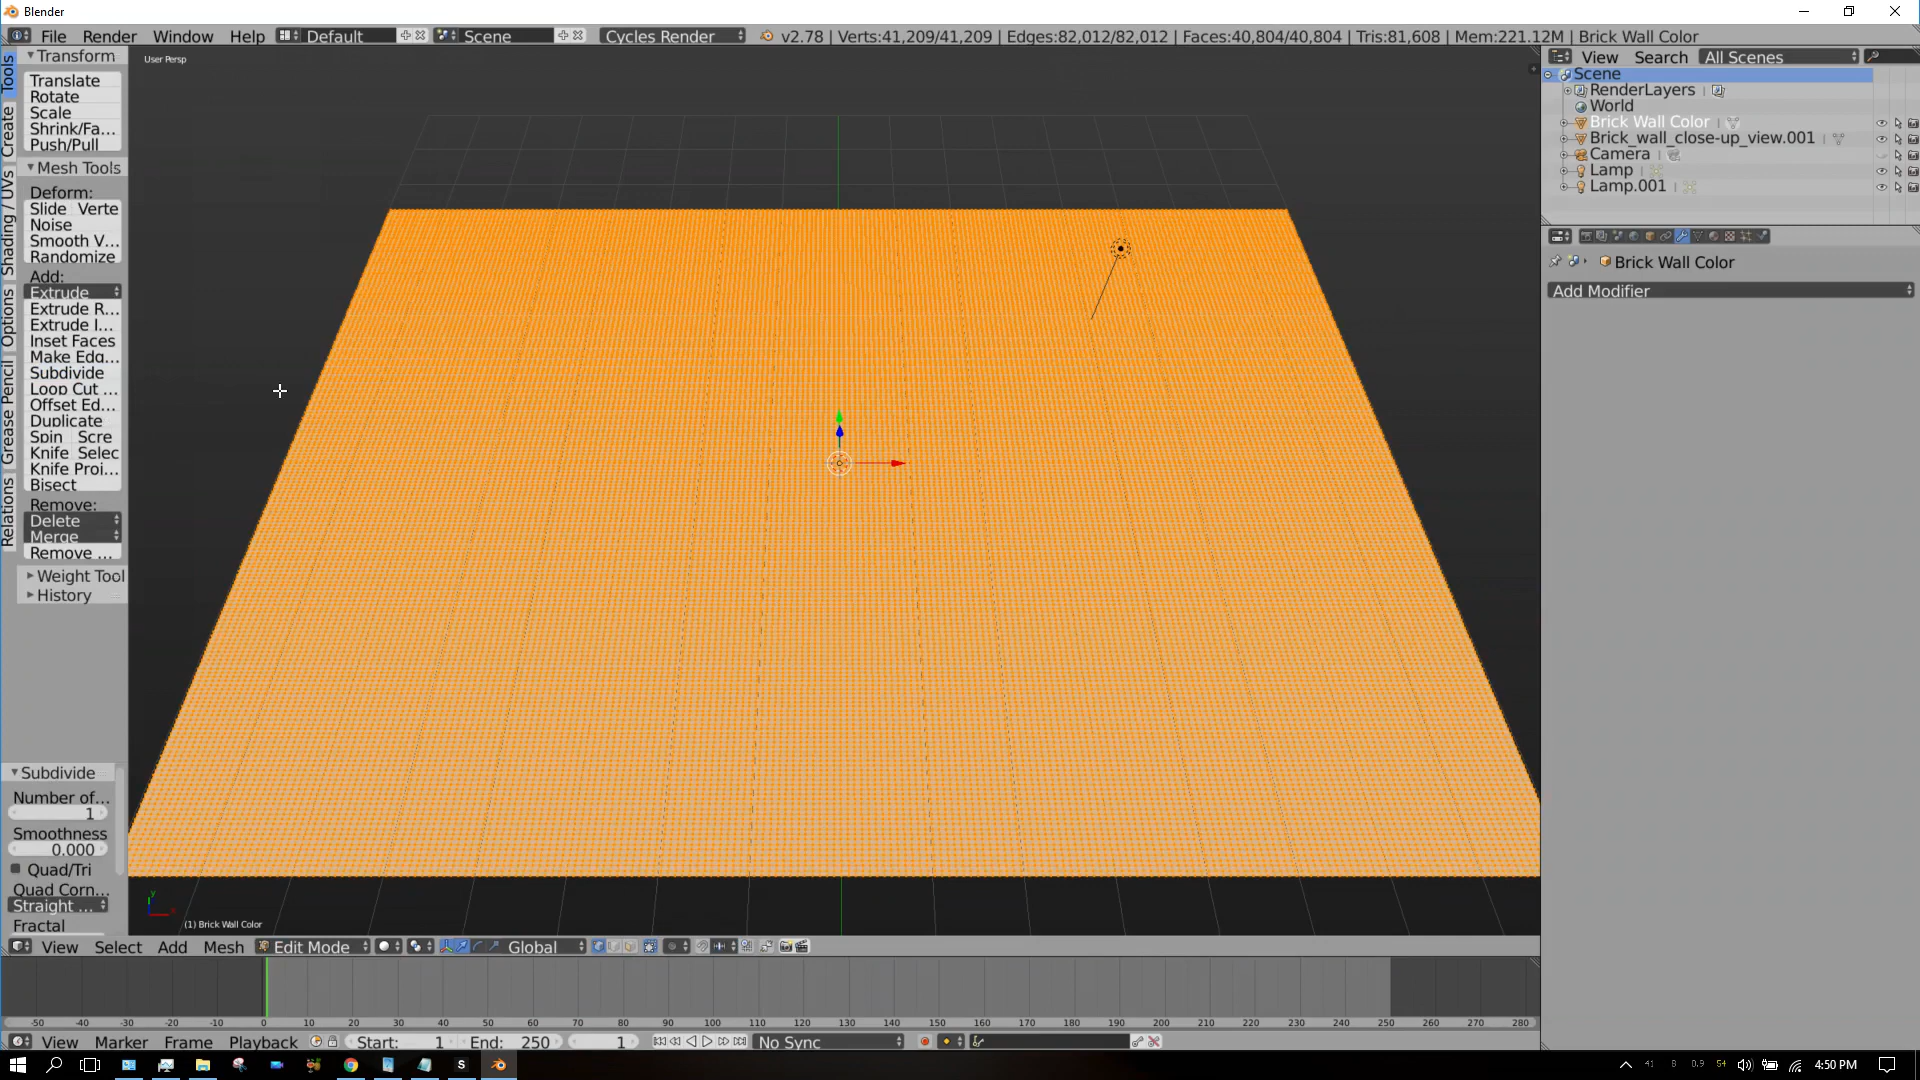 Blender
File Render Window Help Default Scene Cycles Render v2.78 | Verts:41,209/41,209 | Edges:82,012/82,012 | Faces:40,804/40,804 | Tris:81,608 | Mem:221.12M | Brick Wall Color
Tools
Create
Shading / UVs
Options
Grease Pencil
Relations
Transform
Translate
Rotate
Scale
Shrink/Fa...
Push/Pull
Mesh Tools
Deform:
Slide Verte
Noise
Smooth V...
Randomize
Add:
Extrude
Extrude R...
Extrude I...
Inset Faces
Make Edg...
Subdivide
Loop Cut ...
Offset Ed...
Duplicate
Spin Scre
Knife Selec
Knife Proj...
Bisect
Remove:
Delete
Merge
Remove ...
Weight Tool
History
Subdivide
Number of...
1
Smoothness
0.000
Quad/Tri
Quad Corn...
Straight ...
Fractal
User Persp
(1) Brick Wall Color
View Search All Scenes
Scene
RenderLayers
World
Brick Wall Color
Brick_wall_close-up_view.001
Camera
Lamp
Lamp.001
Brick Wall Color
Add Modifier
View Select Add Mesh Edit Mode Global
-50 -40 -30 -20 -10 0 10 20 30 40 50 60 70 80 90 100 110 120 130 140 150 160 170 180 190 200 210 220 230 240 250 260 270 280
View Marker Frame Playback Start: 1 End: 250 1 No Sync
41 8 0.9 54 4:50 PM